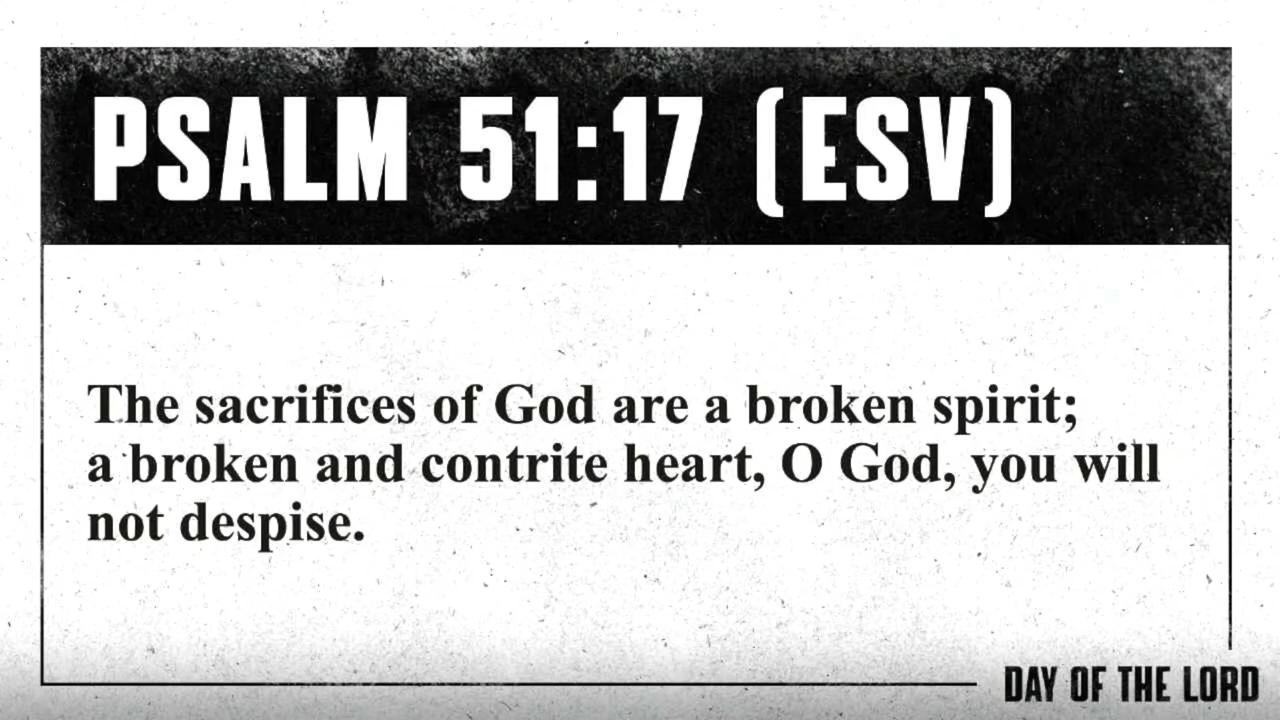 PSALM 51:17 (ESV)
The sacrifices of God are a broken spirit;
a broken and contrite heart, O God, you will
not despise.
DAY OF THE LORD